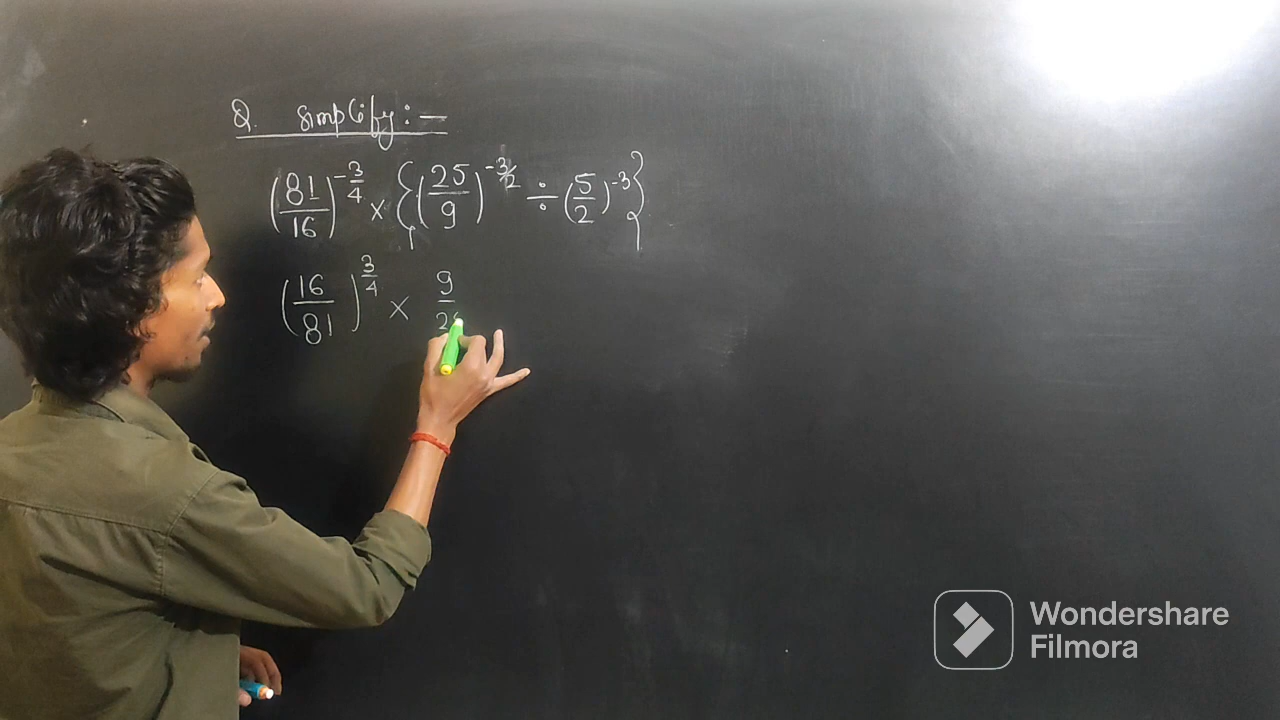 Q. Simplify:-
(81/16)^-3/4 × {(25/9)^-3/2 ÷ (5/2)^-3}
(16/81)^3/4 × 9/2
Wondershare
Filmora